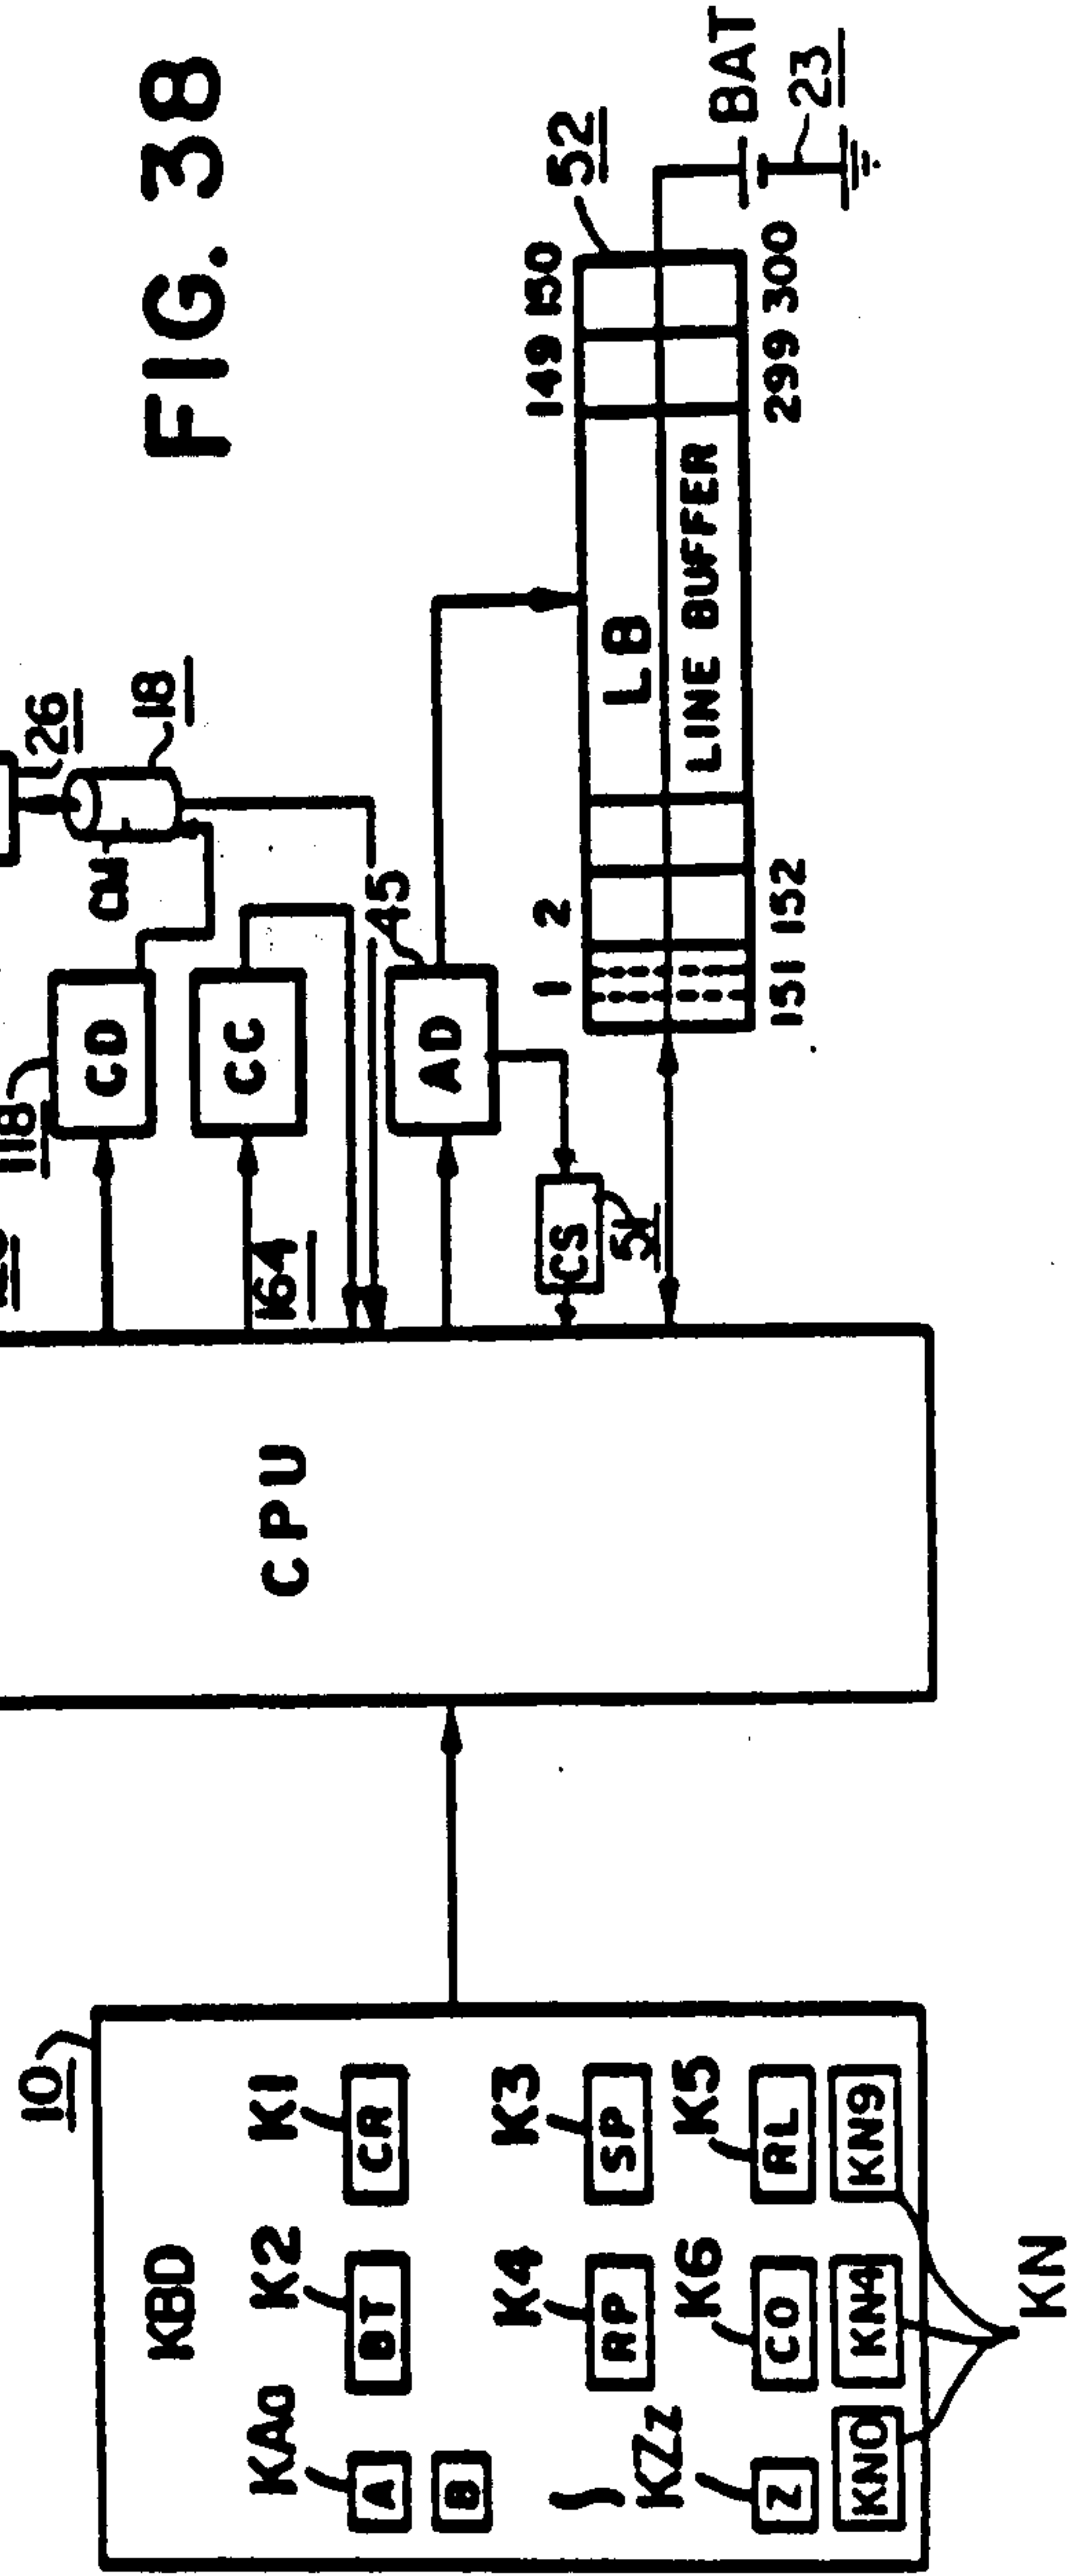 FIG. 38
10
KBD
KAa
K2
K1
A
BT
CR
B
K4
K3
RP
SP
KZz
K6
K5
Z
CO
RL
KN0
KN4
KN9
KN
CPU
118
CD
CM
26
18
164
CC
45
AD
CS
51
1
2
149
150
52
LB
LINE BUFFER
151
152
299
300
BAT
23